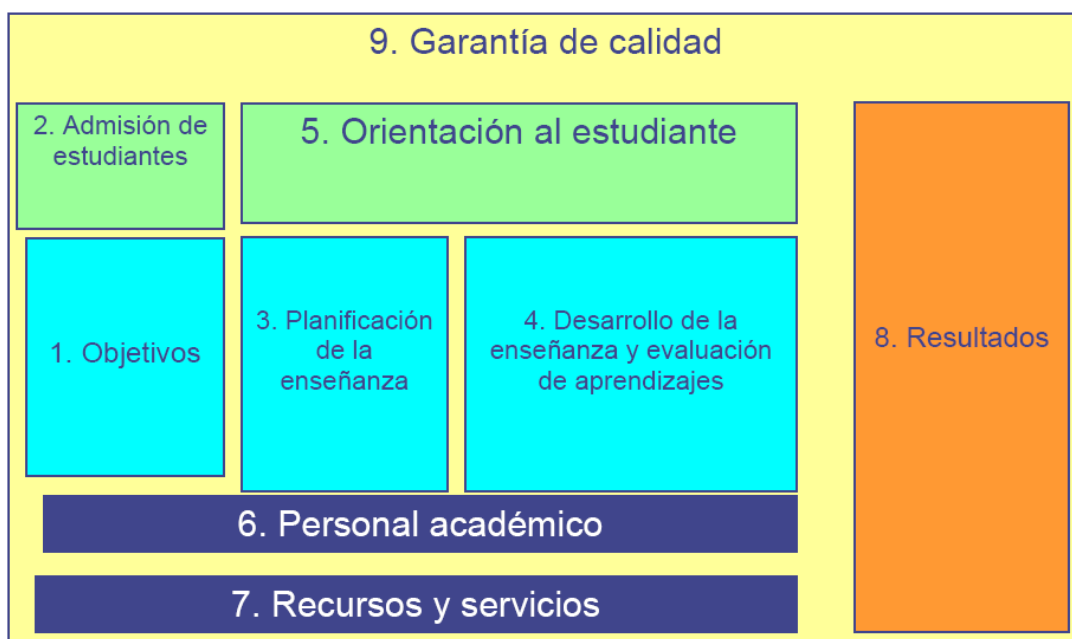 9. Garantía de calidad
2. Admisión de
estudiantes
5. Orientación al estudiante
1. Objetivos
3. Planificación
de la
enseñanza
4. Desarrollo de la
enseñanza y evaluación
de aprendizajes
8. Resultados
6. Personal académico
7. Recursos y servicios